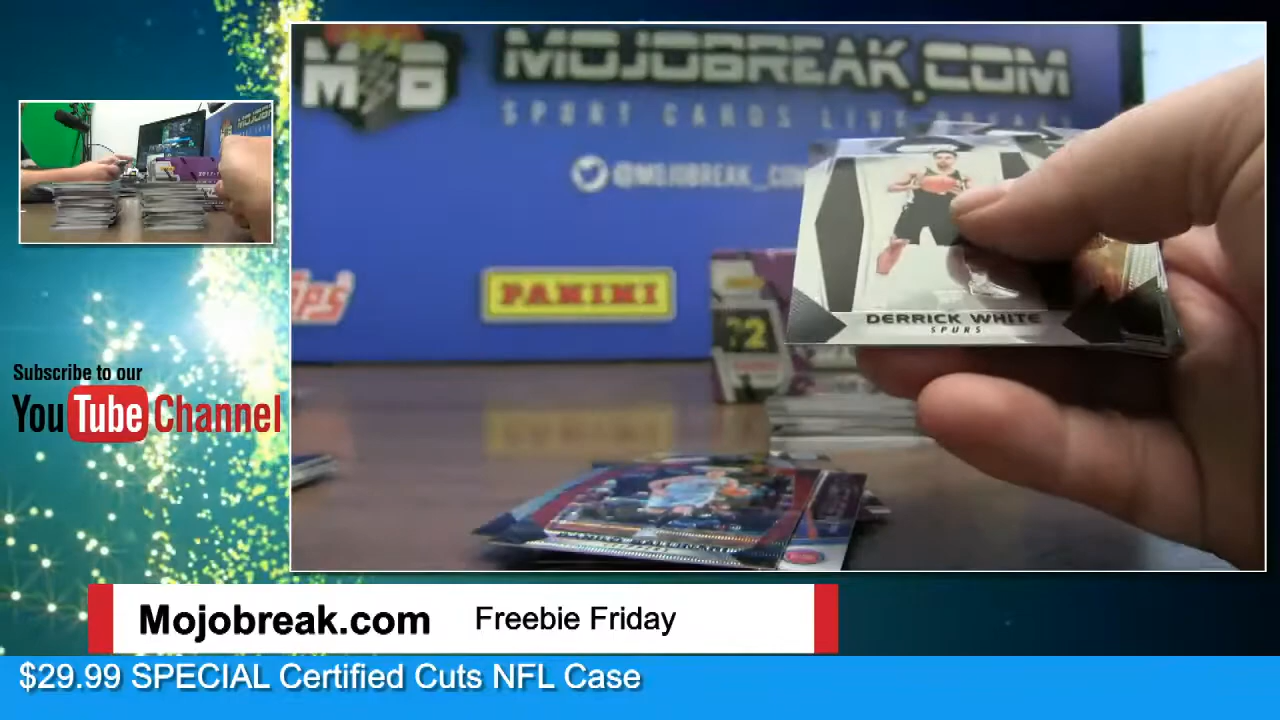 MOJOBREAK.COM
M B
SPORT CARDS LIVE
@MOJOBREAK_COM
PANINI
DERRICK WHITE
SPURS
Subscribe to our
YouTube Channel
Mojobreak.com Freebie Friday
$29.99 SPECIAL Certified Cuts NFL Case